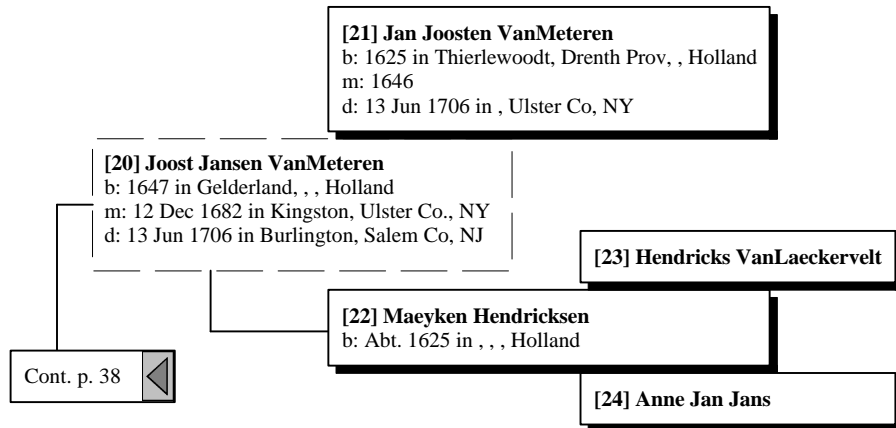 [21] Jan Joosten VanMeteren
b: 1625 in Thierlewoodt, Drenth Prov, , Holland
m: 1646
d: 13 Jun 1706 in , Ulster Co, NY
[20] Joost Jansen VanMeteren
b: 1647 in Gelderland, , , Holland
m: 12 Dec 1682 in Kingston, Ulster Co., NY
d: 13 Jun 1706 in Burlington, Salem Co, NJ
[23] Hendricks VanLaeckervelt
[22] Maeyken Hendricksen
b: Abt. 1625 in , , , Holland
Cont. p. 38
[24] Anne Jan Jans